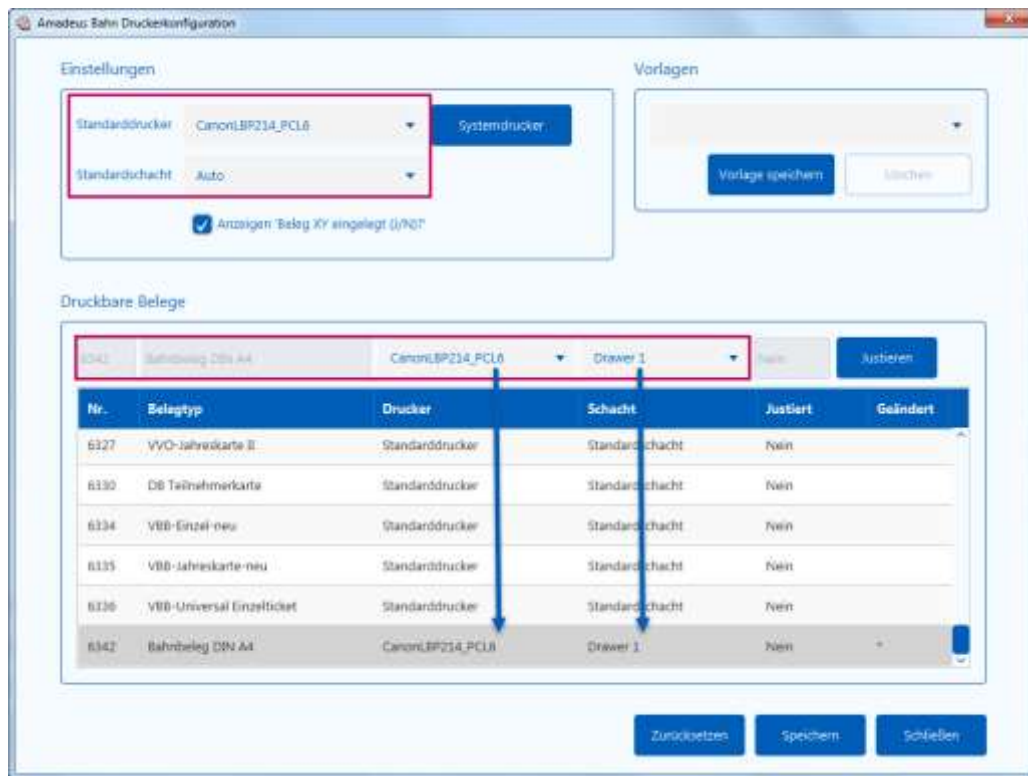 Amadeus Bahn Druckerkonfiguration
Einstellungen
Vorlagen
Standarddrucker CanonLBP214_PCL6 Systemdrucker
Standardschacht Auto
Vorlage speichern Löschen
Anzeigen 'Beleg XY eingelegt (J/N)?'
Druckbare Belege
6342 Bahnbeleg DIN A4 CanonLBP214_PCL6 Drawer 1 Nein Justieren
Nr. Belegtyp Drucker Schacht Justiert Geändert
6327 VVO-Jahreskarte II Standarddrucker Standardschacht Nein
6330 DB Teilnehmerkarte Standarddrucker Standardschacht Nein
6334 VBB-Einzel-neu Standarddrucker Standardschacht Nein
6335 VBB-Jahreskarte-neu Standarddrucker Standardschacht Nein
6336 VBB-Universal Einzelticket Standarddrucker Standardschacht Nein
6342 Bahnbeleg DIN A4 CanonLBP214_PCL6 Drawer 1 Nein *
Zurücksetzen Speichern Schließen